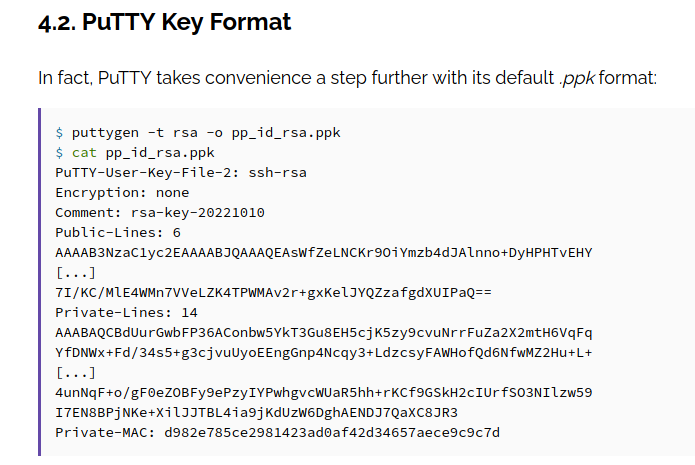 4.2. PuTTY Key Format
In fact, PuTTY takes convenience a step further with its default .ppk format:
$ puttygen -t rsa -o pp_id_rsa.ppk
$ cat pp_id_rsa.ppk
PuTTY-User-Key-File-2: ssh-rsa
Encryption: none
Comment: rsa-key-20221010
Public-Lines: 6
AAAAB3NzaC1yc2EAAAABJQAAAQEAsWfZeLNCKr9OiYmzb4dJAlnno+DyHPHTvEHY
[...]
7I/KC/MlE4WMn7VVeLZK4TPWMAv2r+gxKelJYQZzafgdXUIPaQ==
Private-Lines: 14
AAABAQCBdUurGwbFP36AConbw5YkT3Gu8EH5cjK5zy9cvuNrrFuZa2X2mtH6VqFq
YfDNWx+Fd/34s5+g3cjvuUyoEEngGnp4Ncqy3+LdzcsyFAWHofQd6NfwMZ2Hu+L+
[...]
4unNqF+o/gF0eZOBFy9ePzyIYPwhgvcWUaR5hh+rKCf9GSkH2cIUrfSO3NIlzw59
I7EN8BPjNKe+XilJJTBL4ia9jKdUzW6DghAENDJ7QaXC8JR3
Private-MAC: d982e785ce2981423ad0af42d34657aece9c9c7d